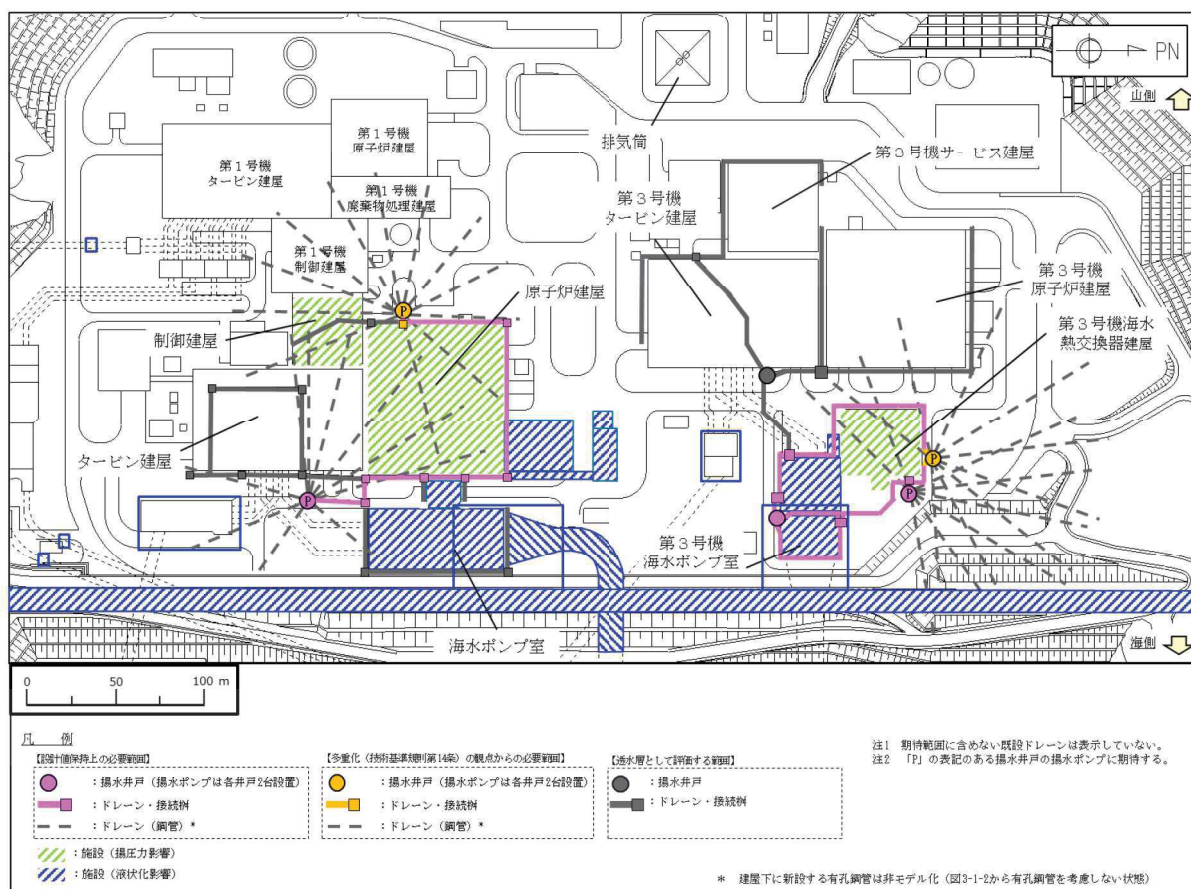 PN
山側
第1号機
原子炉建屋
第1号機
タービン建屋
排気筒
第3号機サービス建屋
第1号機
廃棄物処理建屋
第3号機
タービン建屋
第1号機
制御建屋
原子炉建屋
第3号機
原子炉建屋
P
制御建屋
第3号機海水
熱交換器建屋
タービン建屋
P
P
P
第3号機
海水ポンプ室
海水ポンプ室
海側
0 50 100 m
凡 例
【設計値保持上の必要範囲】
:揚水井戸(揚水ポンプは各井戸2台設置)
:ドレーン・接続桝
:ドレーン(鋼管)*
【多重化(技術基準規則第14条)の観点からの必要範囲】
:揚水井戸(揚水ポンプは各井戸2台設置)
:ドレーン・接続桝
:ドレーン(鋼管)*
【透水層として評価する範囲】
:揚水井戸
:ドレーン・接続桝
:施設(揚圧力影響)
:施設(液状化影響)
注1 期待範囲に含めない既設ドレーンは表示していない。
注2 「P」の表記のある揚水井戸の揚水ポンプに期待する。
* 建屋下に新設する有孔鋼管は非モデル化(図3-1-2から有孔鋼管を考慮しない状態)